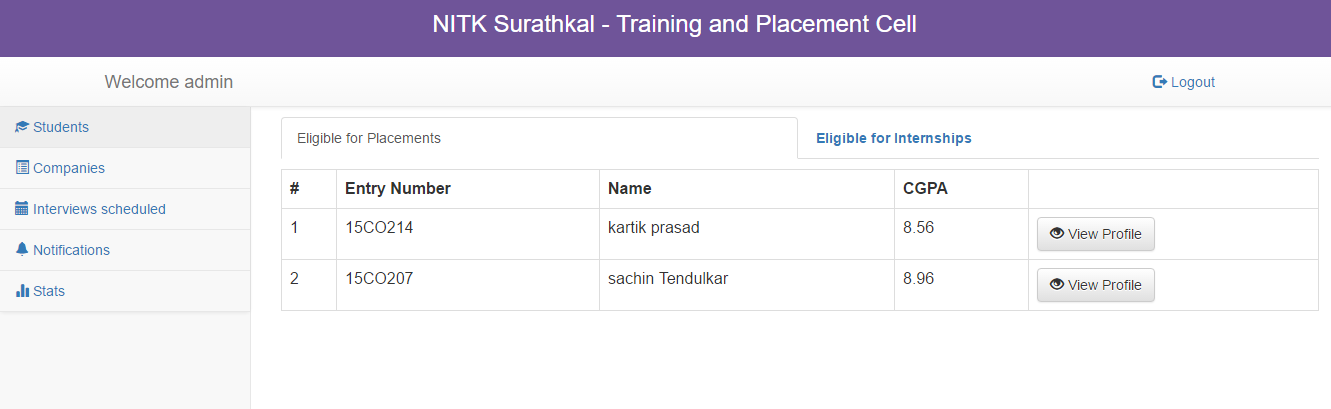 NITK Surathkal - Training and Placement Cell
Welcome admin
Logout
Students
Companies
Interviews scheduled
Notifications
Stats
Eligible for Placements
Eligible for Internships
# Entry Number Name CGPA
1 15CO214 kartik prasad 8.56 View Profile
2 15CO207 sachin Tendulkar 8.96 View Profile